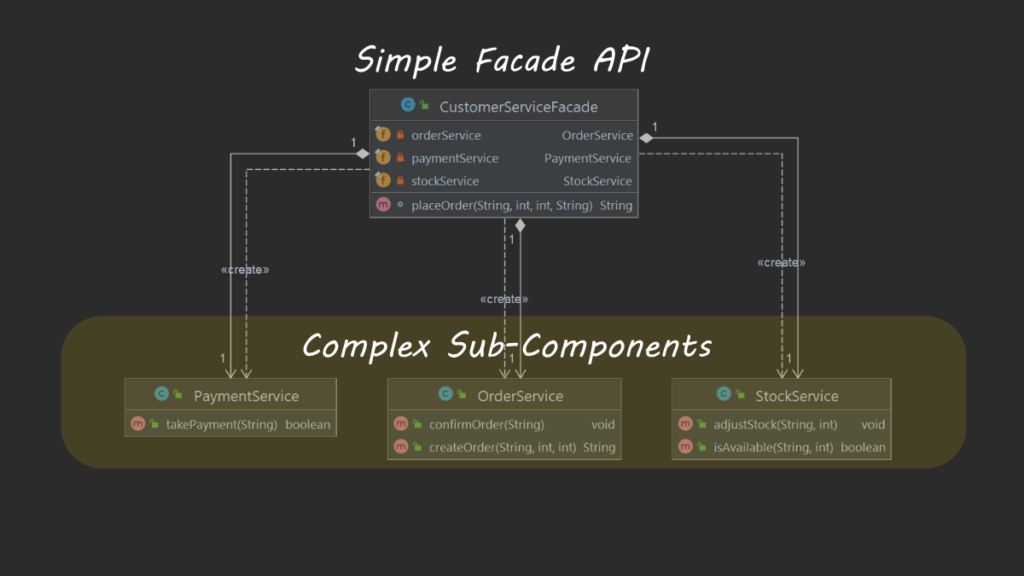 Simple Facade API
CustomerServiceFacade
orderService OrderService
paymentService PaymentService
stockService StockService
placeOrder(String, int, int, String) String
1
1
1
«create»
«create»
«create»
Complex Sub-Components
1
1
1
PaymentService
takePayment(String) boolean
OrderService
confirmOrder(String) void
createOrder(String, int, int) String
StockService
adjustStock(String, int) void
isAvailable(String, int) boolean